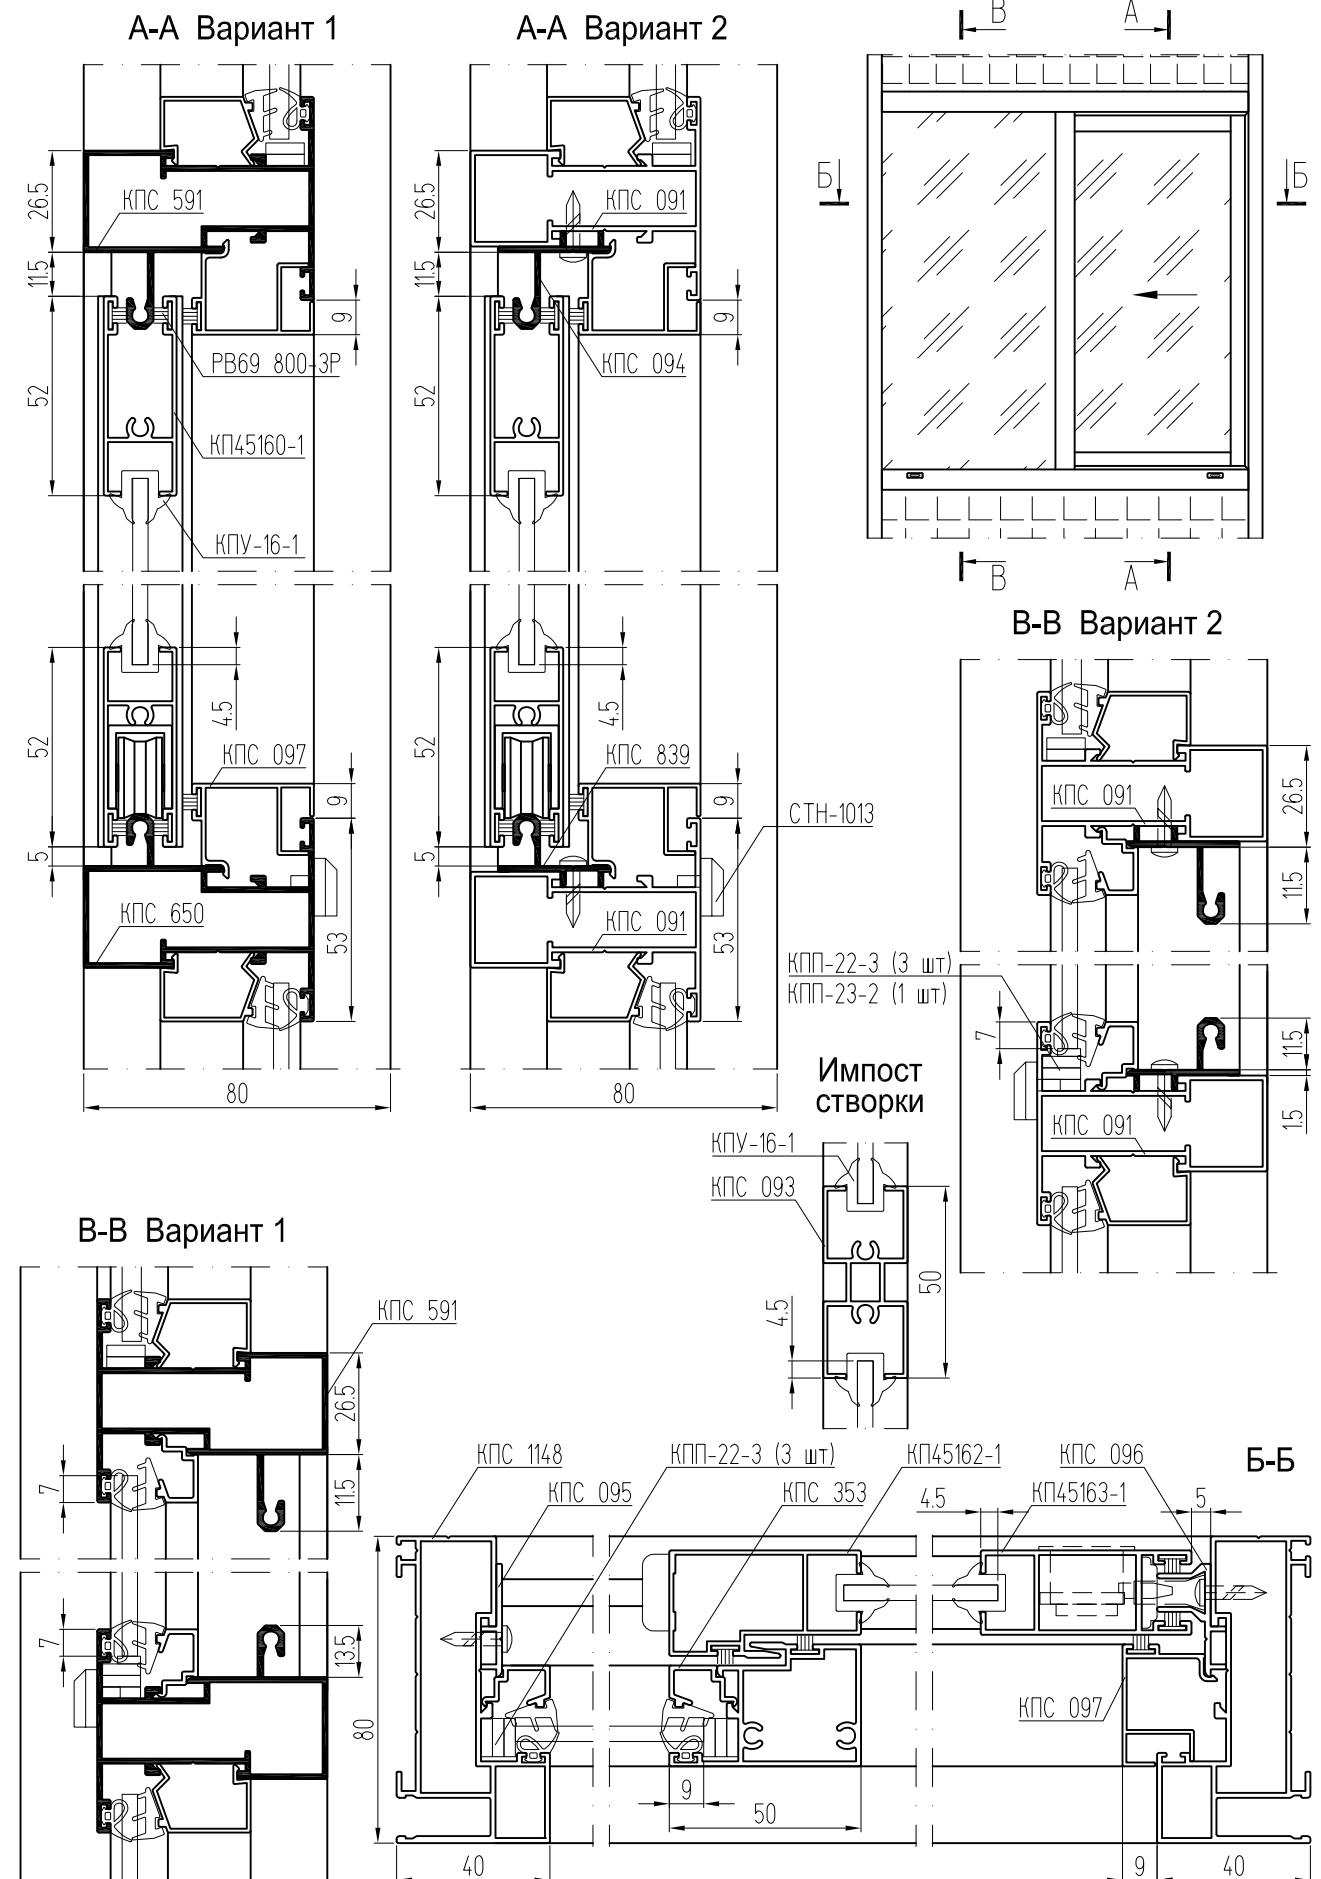 А-А Вариант 1
26.5
КПС 591
11.5
9
РВ69 800-3Р
52
КП45160-1
КПУ-16-1
4.5
52
КПС 097
9
5
КПС 650
53
80
А-А Вариант 2
26.5
КПС 091
11.5
9
КПС 094
52
4.5
52
КПС 839
9
СТН-1013
5
КПС 091
53
80
В
А
Б
Б
В
А
В-В Вариант 2
КПС 091
26.5
11.5
КПП-22-3 (3 шт)
КПП-23-2 (1 шт)
7
11.5
КПС 091
1.5
Импост
створки
КПУ-16-1
КПС 093
50
4.5
В-В Вариант 1
КПС 591
26.5
7
11.5
7
13.5
Б-Б
КПС 1148
КПП-22-3 (3 шт)
КП45162-1
КПС 096
КПС 095
КПС 353
4.5
КП45163-1
5
КПС 097
80
9
50
40
9
40